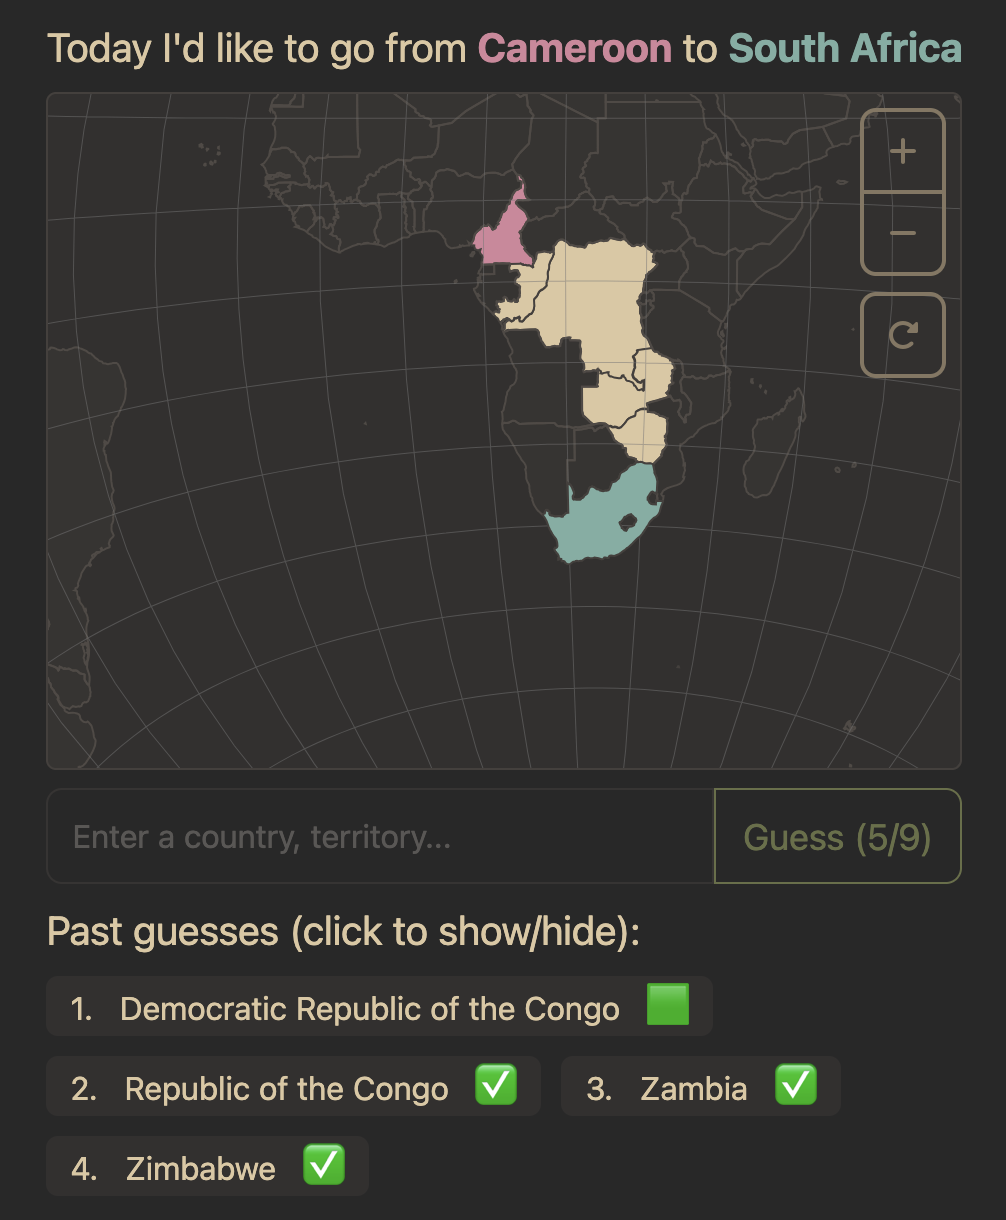 Today I'd like to go from Cameroon to South Africa
+
−
Enter a country, territory...
Guess (5/9)
Past guesses (click to show/hide):
1. Democratic Republic of the Congo
2. Republic of the Congo
3. Zambia
4. Zimbabwe